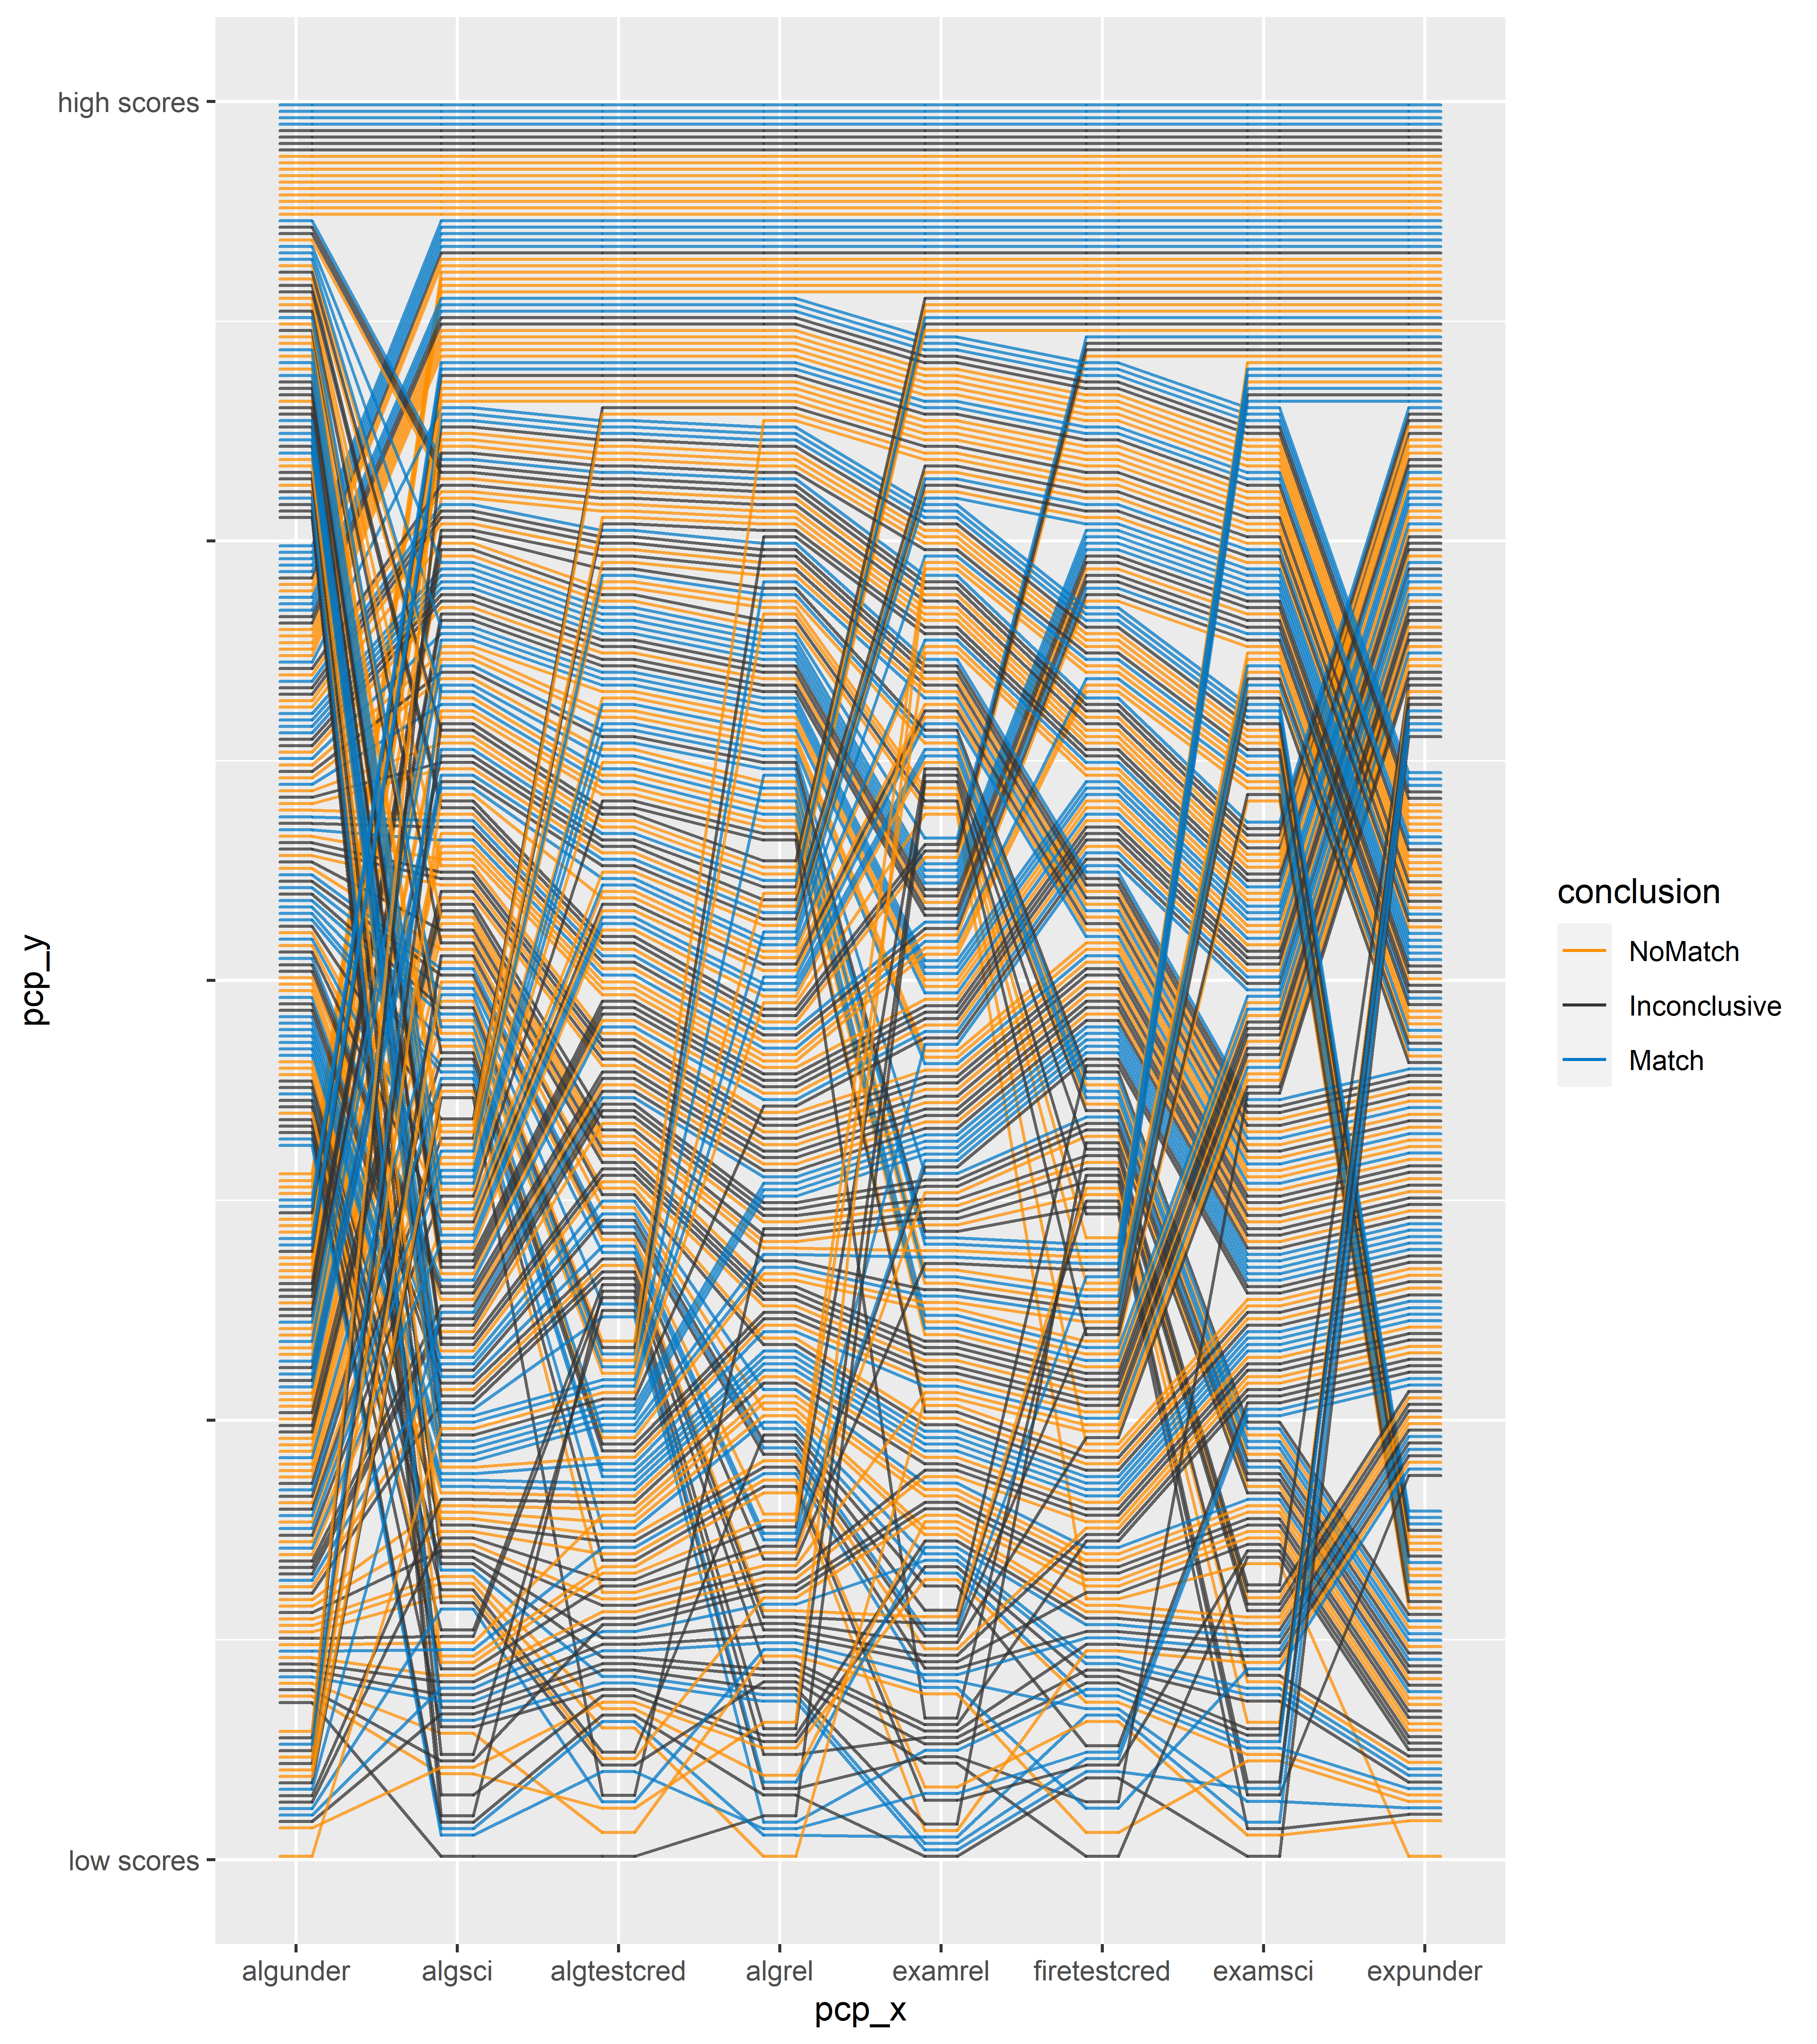 high scores
low scores
pcp_y
algunder algsci algtestcred algrel examrel firetestcred examsci expunder
pcp_x
conclusion
NoMatch
Inconclusive
Match